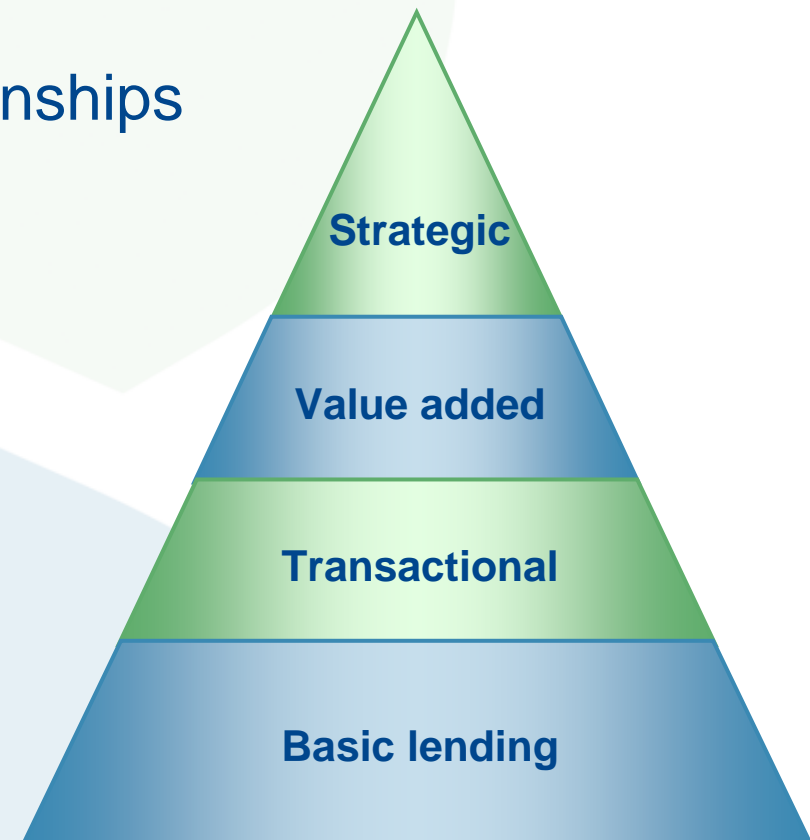 nships
Strategic
Value added
Transactional
Basic lending